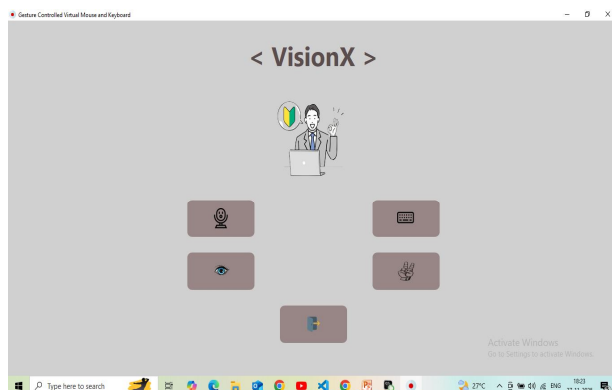 Gesture Controlled Virtual Mouse and Keyboard
< VisionX >
Activate Windows
Go to Settings to activate Windows.
Type here to search
27°C
ENG
18:23